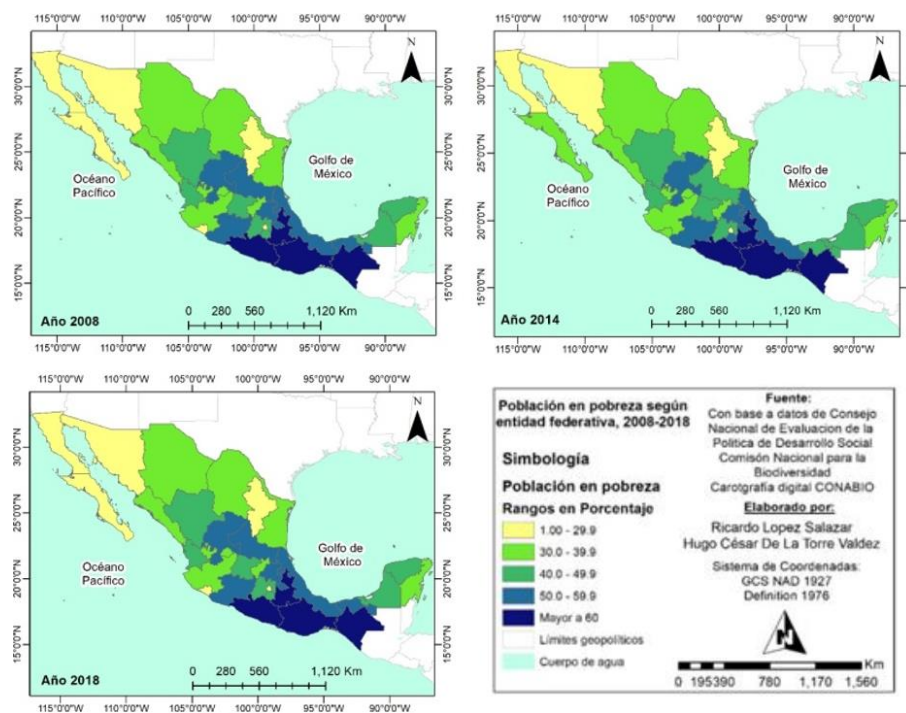 115°0'0"W 110°0'0"W 105°0'0"W 100°0'0"W 95°0'0"W 90°0'0"W
30°0'0"N
25°0'0"N
20°0'0"N
15°0'0"N
N
Golfo de
México
Océano
Pacífico
0 280 560 1,120 Km
Año 2008
115°0'0"W 110°0'0"W 105°0'0"W 100°0'0"W 95°0'0"W 90°0'0"W
115°0'0"W 110°0'0"W 105°0'0"W 100°0'0"W 95°0'0"W 90°0'0"W
30°0'0"N
25°0'0"N
20°0'0"N
15°0'0"N
N
Golfo de
México
Océano
Pacífico
0 280 560 1,120 Km
Año 2014
115°0'0"W 110°0'0"W 105°0'0"W 100°0'0"W 95°0'0"W 90°0'0"W
115°0'0"W 110°0'0"W 105°0'0"W 100°0'0"W 95°0'0"W 90°0'0"W
30°0'0"N
25°0'0"N
20°0'0"N
15°0'0"N
N
Golfo de
México
Océano
Pacífico
0 280 560 1,120 Km
Año 2018
115°0'0"W 110°0'0"W 105°0'0"W 100°0'0"W 95°0'0"W 90°0'0"W
Población en pobreza según
entidad federativa, 2008-2018
Simbología
Población en pobreza
Rangos en Porcentaje
1.00 - 29.9
30.0 - 39.9
40.0 - 49.9
50.0 - 59.9
Mayor a 60
Límites geopolíticos
Cuerpo de agua
Fuente:
Con base a datos de Consejo
Nacional de Evaluacion de la
Politica de Desarrollo Social
Comisón Nacional para la
Biodiversidad
Carotgrafía digital CONABIO
Elaborado por:
Ricardo Lopez Salazar
Hugo César De La Torre Valdez
Sistema de Coordenadas:
GCS NAD 1927
Definition 1976
N
Km
0 195390 780 1,170 1,560